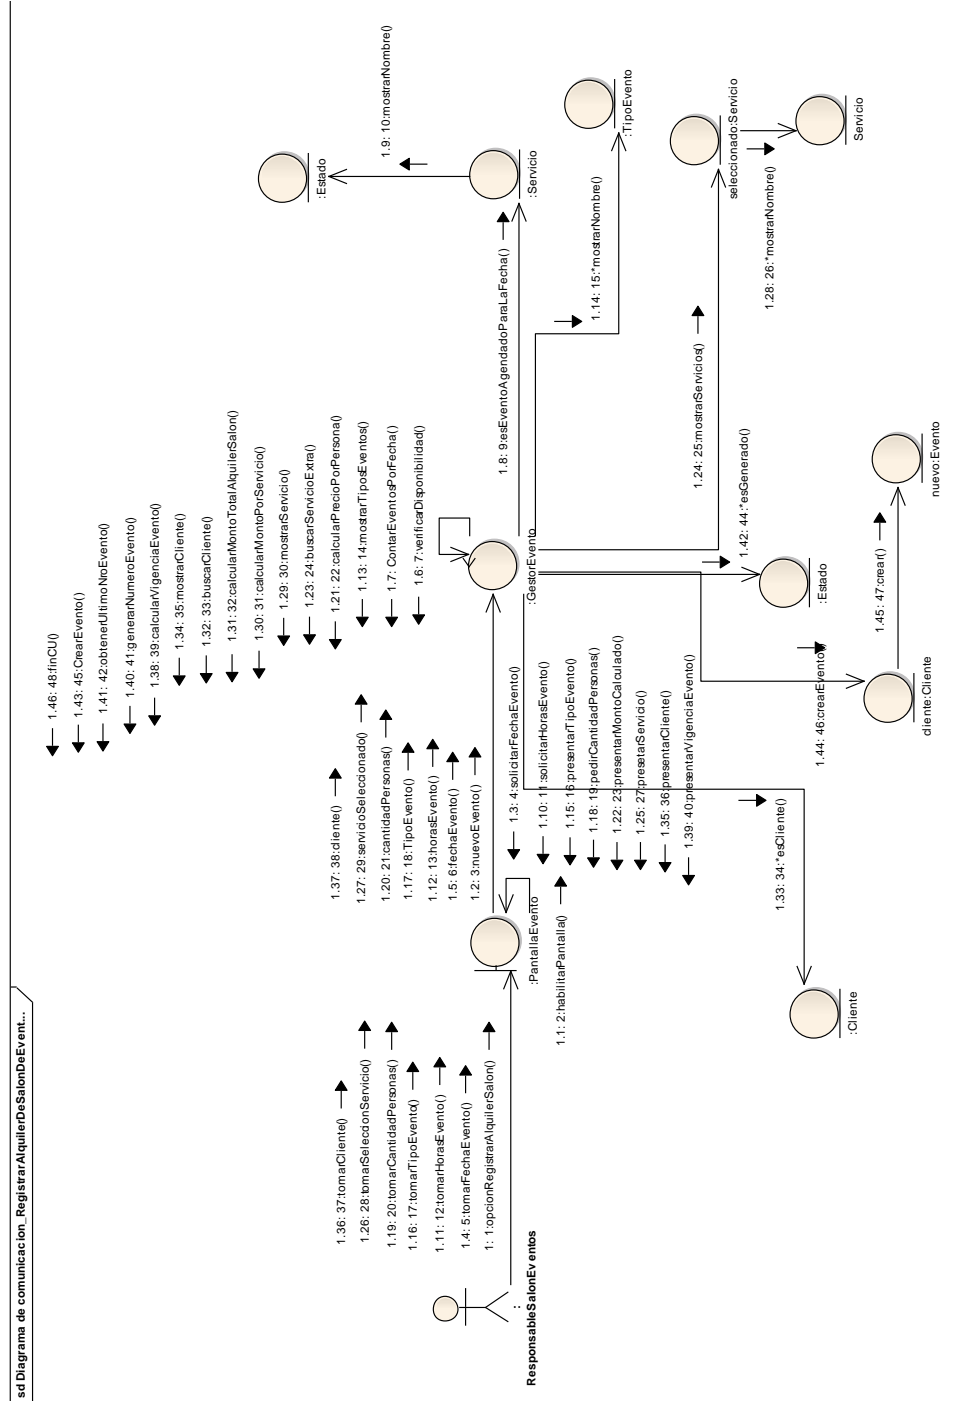 sd Diagrama de comunicacion_RegistrarAlquilerDeSalonDeEvent...
1.46: 48:finCU()
1.43: 45:CrearEvento()
1.41: 42:obtenerUltimoNroEvento()
1.40: 41:generarNumeroEvento()
1.38: 39:calcularVigenciaEvento()
1.34: 35:mostrarCliente()
1.32: 33:buscarCliente()
1.31: 32:calcularMontoTotalAlquilerSalon()
1.30: 31:calcularMontoPorServicio()
1.29: 30:mostrarServicio()
1.23: 24:buscarServicioExtra()
1.21: 22:calcularPrecioPorPersona()
1.13: 14:mostrarTiposEventos()
1.7: ContarEventosPorFecha()
1.6: 7:verificarDisponibilidad()
1.36: 37:tomarCliente()
1.26: 28:tomarSeleccionServicio()
1.19: 20:tomarCantidadPersonas()
1.16: 17:tomarTipoEvento()
1.11: 12:tomarHorasEvento()
1.4: 5:tomarFechaEvento()
1: 1:opcionRegistrarAlquilerSalon()
:
ResponsableSalonEventos
1.37: 38:cliente()
1.27: 29:servicioSeleccionado()
1.20: 21:cantidadPersonas()
1.17: 18:TipoEvento()
1.12: 13:horasEvento()
1.5: 6:fechaEvento()
1.2: 3:nuevoEvento()
:PantallaEvento
1.1: 2:habilitarPantalla()
1.3: 4:solicitarFechaEvento()
1.10: 11:solicitarHorasEvento()
1.15: 16:presentarTipoEvento()
1.18: 19:pedirCantidadPersonas()
1.22: 23:presentarMontoCalculado()
1.25: 27:presetarServicio()
1.35: 36:presentarCliente()
1.39: 40:presentarVigenciaEvento()
:GestorEvento
1.9: 10:mostrarNombre()
:Estado
:Servicio
1.8: 9:esEventoAgendadoParaLaFecha()
1.14: 15:*mostrarNombre()
:TipoEvento
1.24: 25:mostrarServicios()
seleccionado:Servicio
1.28: 26:*mostrarNombre()
Servicio
1.42: 44:*esGenerado()
:Estado
1.44: 46:crearEvento()
cliente:Cliente
1.45: 47:crear()
nuevo:Evento
1.33: 34:*esCliente()
:Cliente